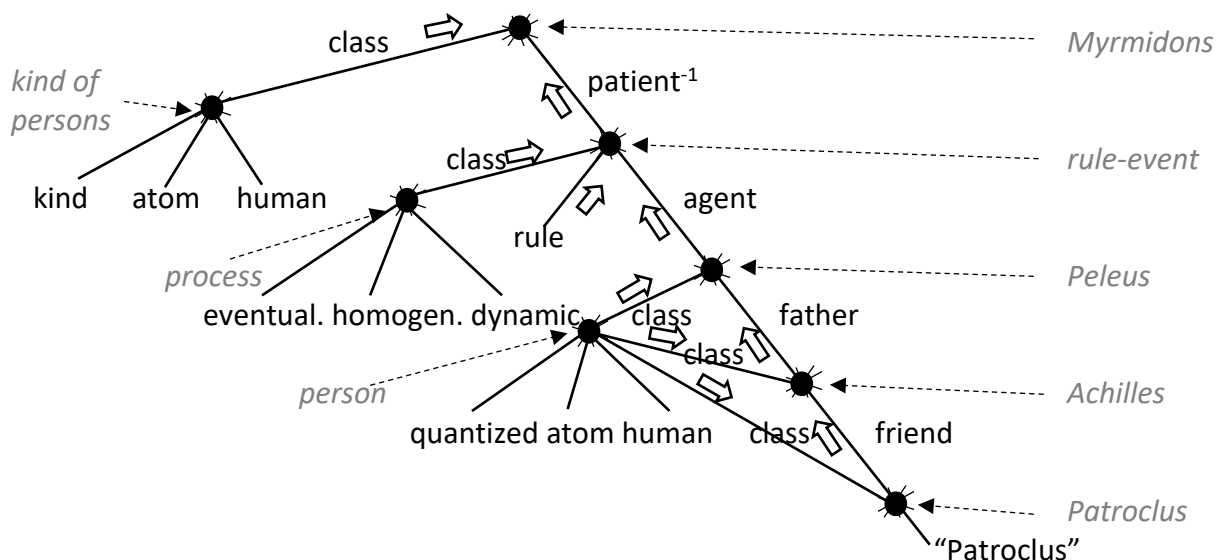 class
Myrmidons
kind of
persons
patient-1
class
rule-event
kind atom human
agent
rule
process
Peleus
eventual. homogen. dynamic
class
father
class
person
Achilles
quantized atom human
class
friend
Patroclus
“Patroclus”